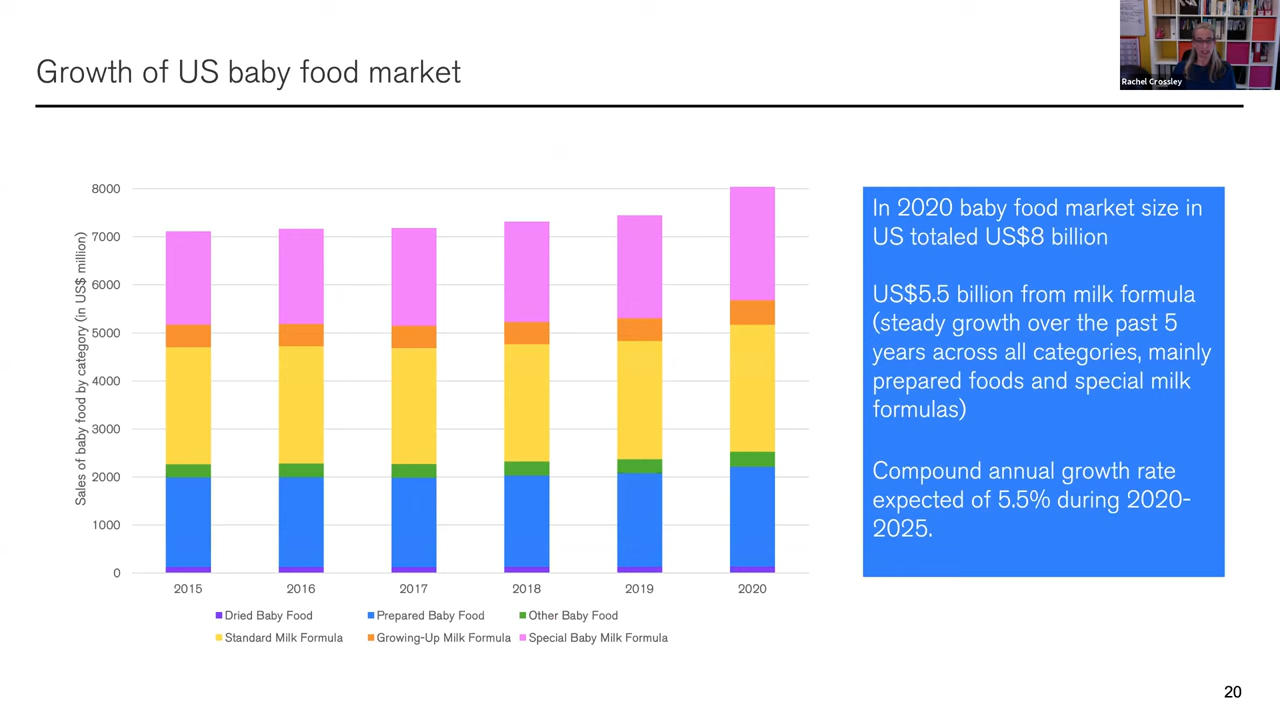 Growth of US baby food market
Rachel Crossley
Sales of baby food by category (in US$ million)
8000
7000
6000
5000
4000
3000
2000
1000
0
2015 2016 2017 2018 2019 2020
Dried Baby Food Prepared Baby Food Other Baby Food
Standard Milk Formula Growing-Up Milk Formula Special Baby Milk Formula
In 2020 baby food market size in
US totaled US$8 billion
US$5.5 billion from milk formula
(steady growth over the past 5
years across all categories, mainly
prepared foods and special milk
formulas)
Compound annual growth rate
expected of 5.5% during 2020-
2025.
20